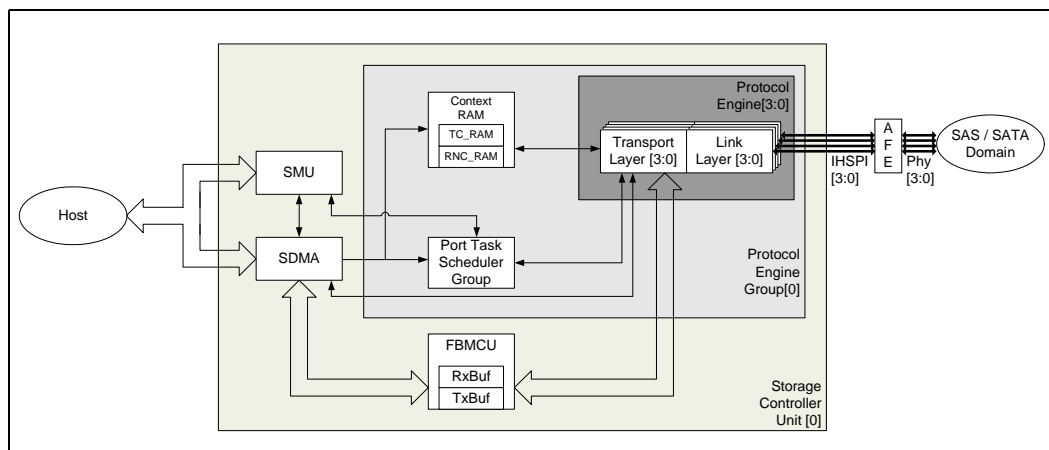 Host
SMU
SDMA
Context
RAM
TC_RAM
RNC_RAM
Port Task
Scheduler
Group
FBMCU
RxBuf
TxBuf
Protocol
Engine[3:0]
Transport
Layer [3:0]
Link
Layer [3:0]
Protocol
Engine
Group[0]
Storage
Controller
Unit [0]
IHSPI
[3:0]
A
F
E
Phy
[3:0]
SAS / SATA
Domain